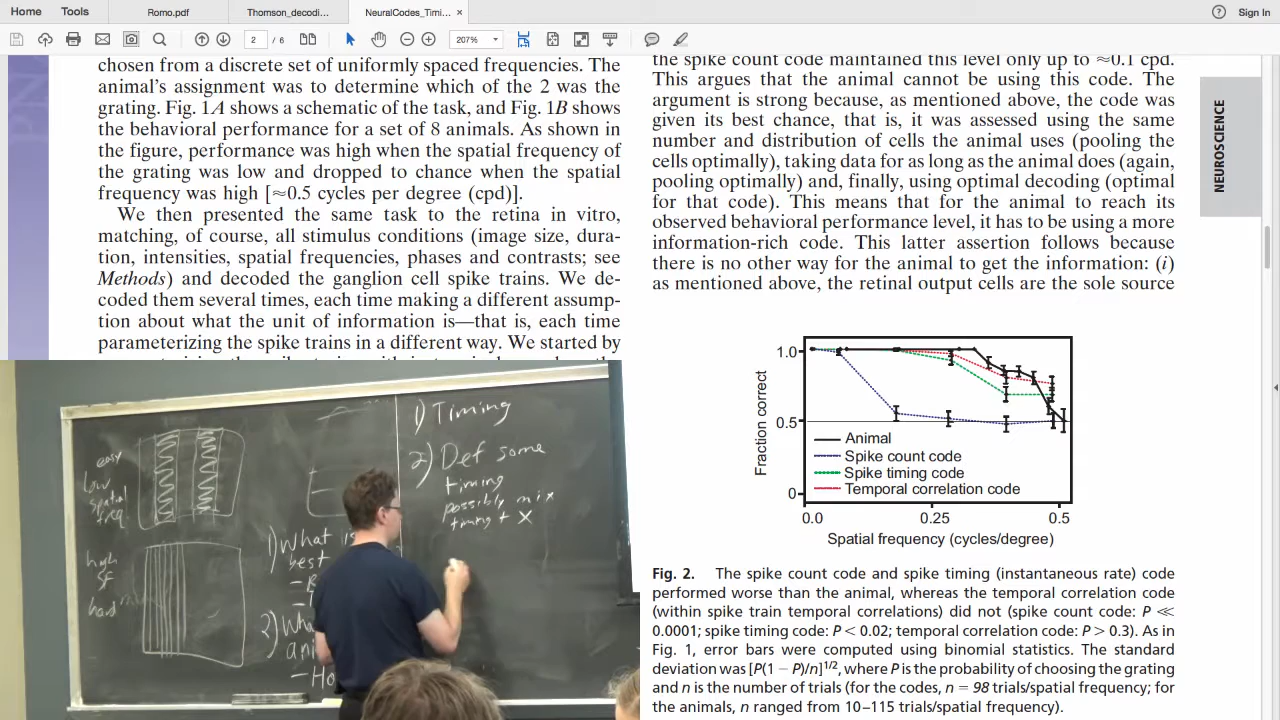 Home
Tools
Romo.pdf
Thomson_decodi...
NeuralCodes_Timi... ×
? Sign In
2 / 6
207%
chosen from a discrete set of uniformly spaced frequencies. The
animal's assignment was to determine which of the 2 was the
grating. Fig. 1A shows a schematic of the task, and Fig. 1B shows
the behavioral performance for a set of 8 animals. As shown in
the figure, performance was high when the spatial frequency of
the grating was low and dropped to chance when the spatial
frequency was high [≈0.5 cycles per degree (cpd)].
We then presented the same task to the retina in vitro,
matching, of course, all stimulus conditions (image size, dura-
tion, intensities, spatial frequencies, phases and contrasts; see
Methods) and decoded the ganglion cell spike trains. We de-
coded them several times, each time making a different assump-
tion about what the unit of information is—that is, each time
parameterizing the spike trains in a different way. We started by
the spike count code maintained this level only up to ≈0.1 cpd.
This argues that the animal cannot be using this code. The
argument is strong because, as mentioned above, the code was
given its best chance, that is, it was assessed using the same
number and distribution of cells the animal uses (pooling the
cells optimally), taking data for as long as the animal does (again,
pooling optimally) and, finally, using optimal decoding (optimal
for that code). This means that for the animal to reach its
observed behavioral performance level, it has to be using a more
information-rich code. This latter assertion follows because
there is no other way for the animal to get the information: (i)
as mentioned above, the retinal output cells are the sole source
NEUROSCIENCE
1.0
0.5
0
Fraction correct
Animal
Spike count code
Spike timing code
Temporal correlation code
0.0 0.25 0.5
Spatial frequency (cycles/degree)
Fig. 2. The spike count code and spike timing (instantaneous rate) code
performed worse than the animal, whereas the temporal correlation code
(within spike train temporal correlations) did not (spike count code: P ≪
0.0001; spike timing code: P < 0.02; temporal correlation code: P > 0.3). As in
Fig. 1, error bars were computed using binomial statistics. The standard
deviation was [P(1 − P)/n]1/2, where P is the probability of choosing the grating
and n is the number of trials (for the codes, n = 98 trials/spatial frequency; for
the animals, n ranged from 10–115 trials/spatial frequency).
easy
low
spatial
freq.
high
SF
hard
1) What is
best
2) Wha
ani
- Ho
1) Timing
2) Def some
timing
possibly mix
timing + X